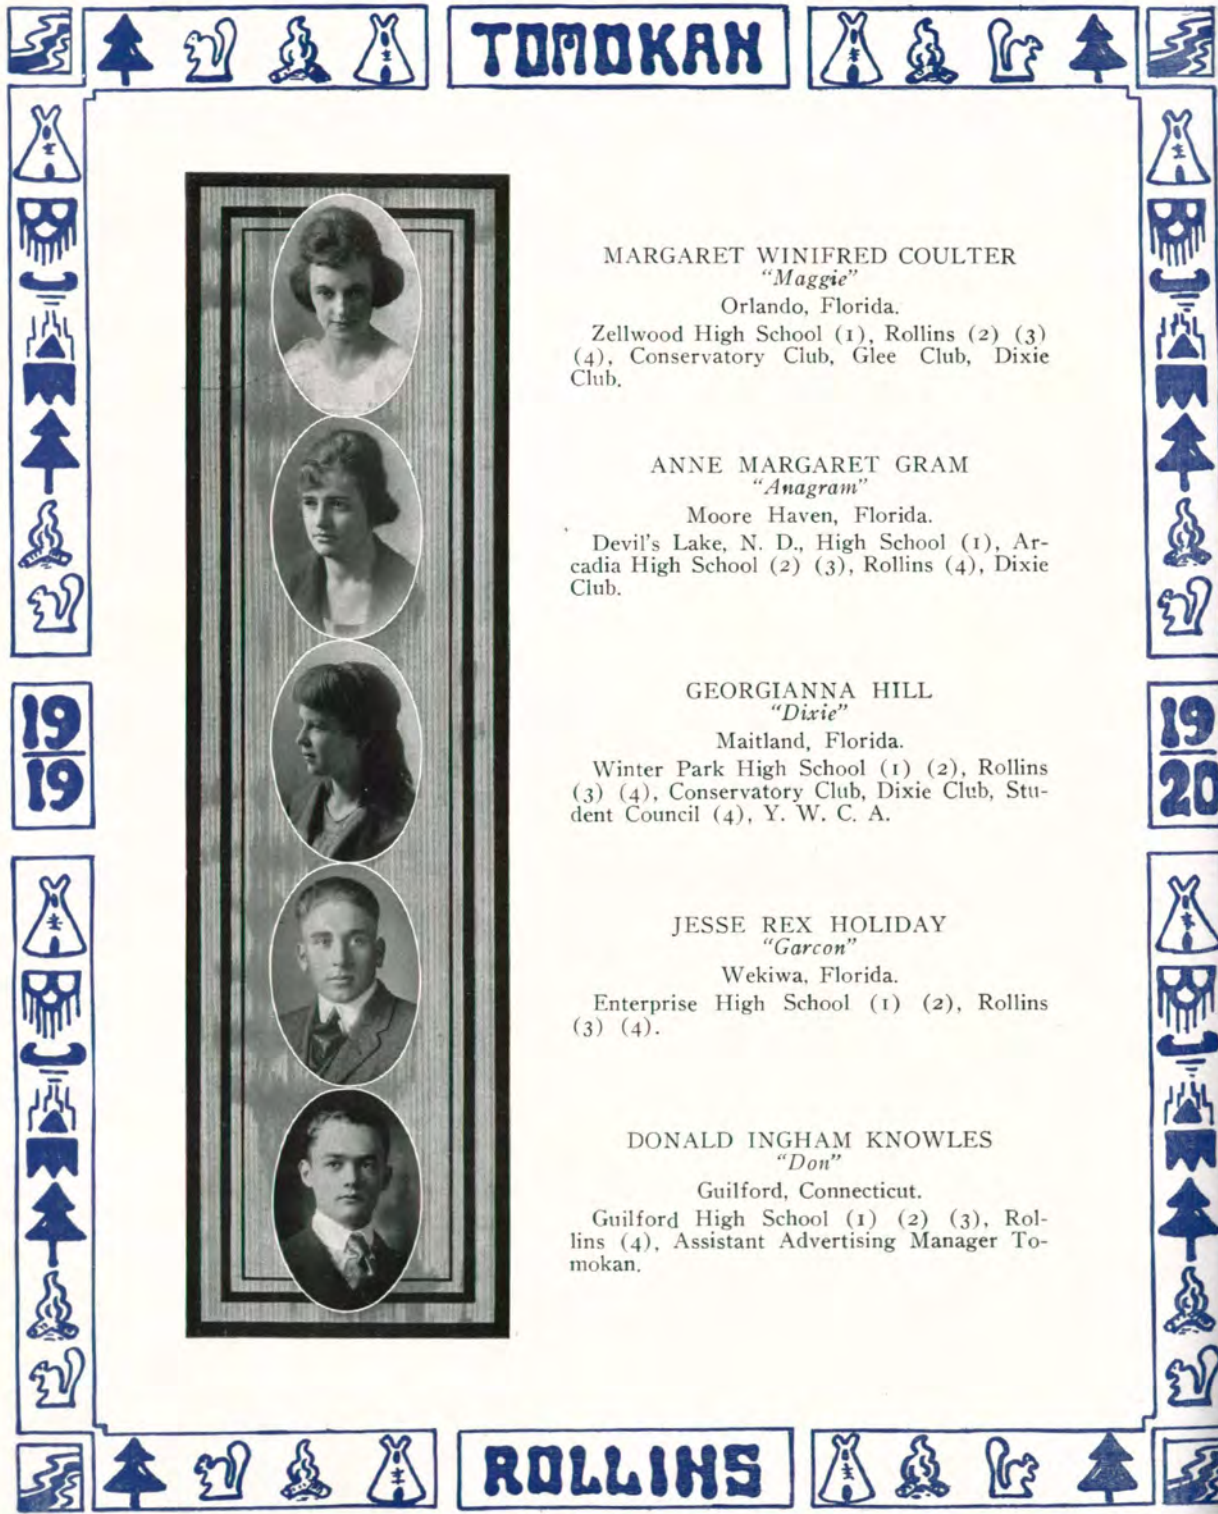 TOMOKAN
MARGARET WINIFRED COULTER
"Maggie"
Orlando, Florida.
Zellwood High School (1), Rollins (2) (3)
(4), Conservatory Club, Glee Club, Dixie
Club.
ANNE MARGARET GRAM
"Anagram"
Moore Haven, Florida.
Devil's Lake, N. D., High School (1), Ar-
cadia High School (2) (3), Rollins (4), Dixie
Club.
19
19
GEORGIANNA HILL
"Dixie"
Maitland, Florida.
Winter Park High School (1) (2), Rollins
(3) (4), Conservatory Club, Dixie Club, Stu-
dent Council (4), Y. W. C. A.
19
20
JESSE REX HOLIDAY
"Garcon"
Wekiwa, Florida.
Enterprise High School (1) (2), Rollins
(3) (4).
DONALD INGHAM KNOWLES
"Don"
Guilford, Connecticut.
Guilford High School (1) (2) (3), Rol-
lins (4), Assistant Advertising Manager To-
mokan.
ROLLINS